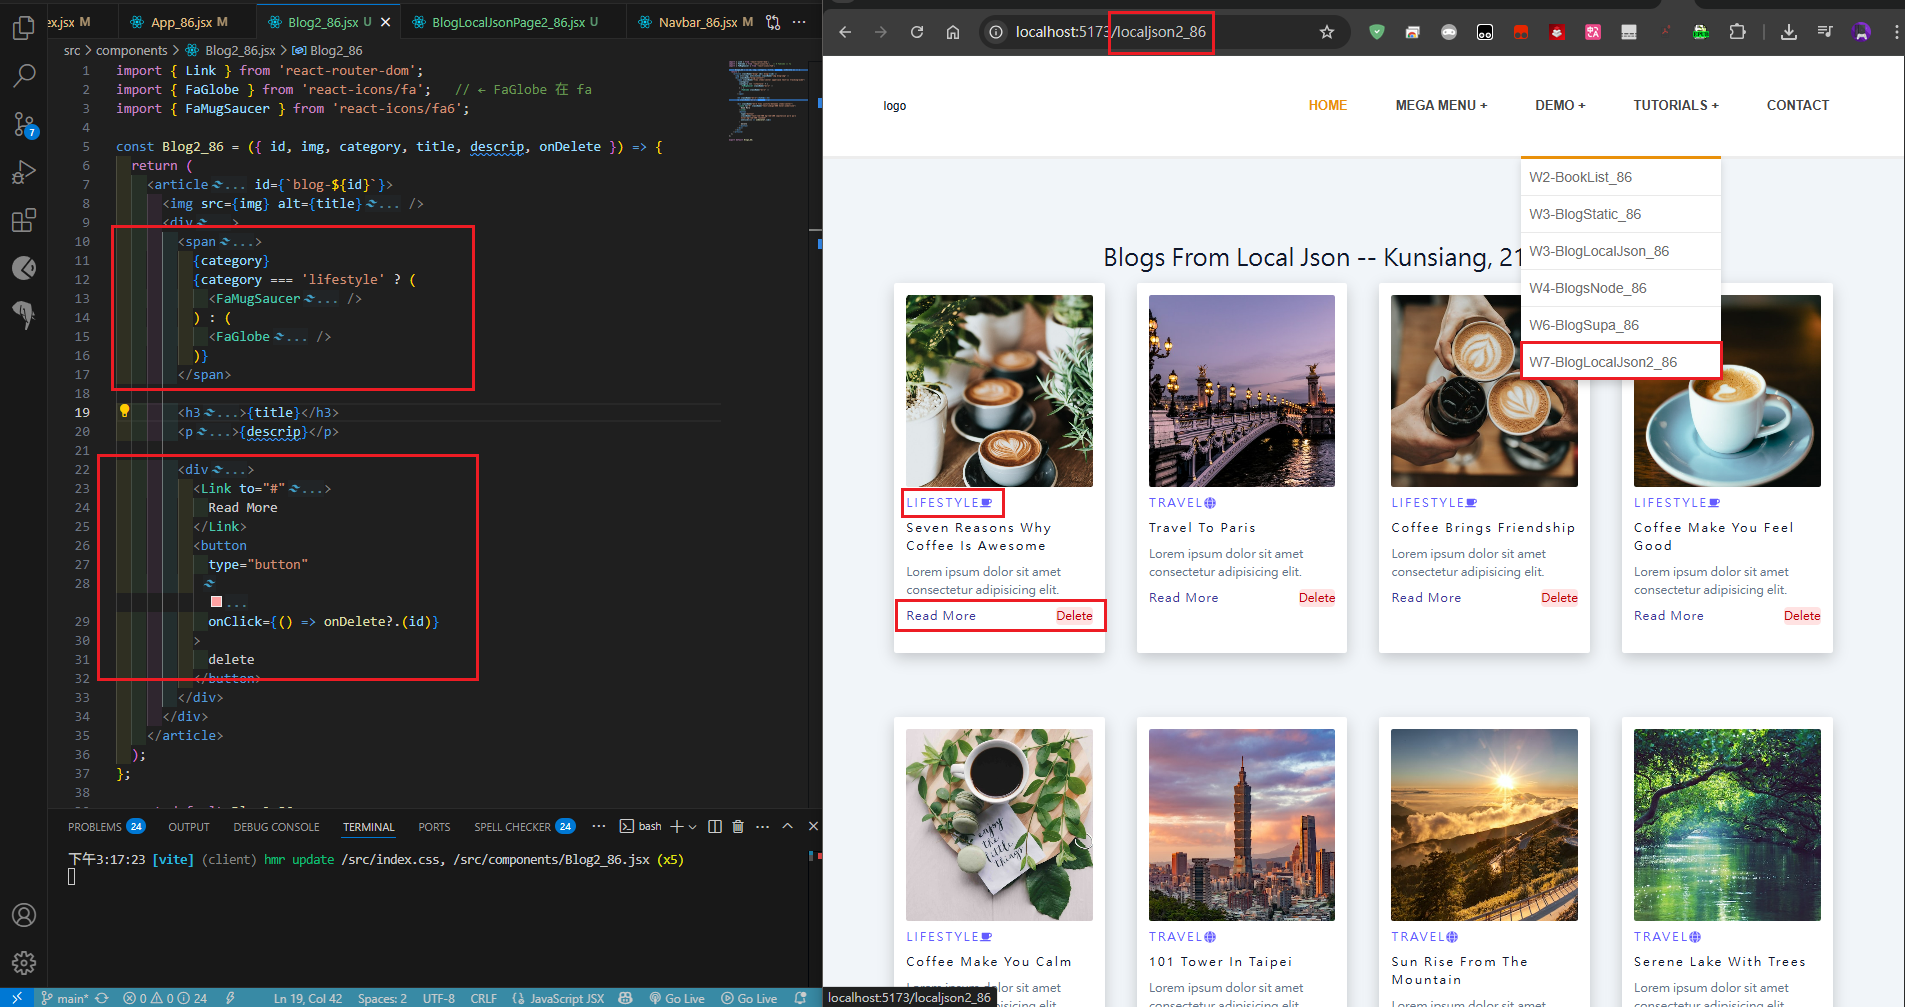 ex.jsx M
App_86.jsx M
Blog2_86.jsx U
BlogLocalJsonPage2_86.jsx U
Navbar_86.jsx M
src > components > Blog2_86.jsx > Blog2_86
1 import { Link } from 'react-router-dom';
2 import { FaGlobe } from 'react-icons/fa';   // ← FaGlobe 在 fa
3 import { FaMugSaucer } from 'react-icons/fa6';
4
5 const Blog2_86 = ({ id, img, category, title, descrip, onDelete }) => {
6 return (
7 <article ... id={`blog-${id}`}>
8 <img src={img} alt={title} ... />
9 <div ... >
10 <span ...>
11 {category}
12 {category === 'lifestyle' ? (
13 <FaMugSaucer ... />
14 ) : (
15 <FaGlobe ... />
16 )}
17 </span>
18
19 <h3 ...>{title}</h3>
20 <p ...>{descrip}</p>
21
22 <div ...>
23 <Link to="#" ...>
24 Read More
25 </Link>
26 <button
27 type="button"
28
...
29 onClick={() => onDelete?.(id)}
30 >
31 delete
32 </button>
33 </div>
34 </div>
35 </article>
36 );
37 };
38
PROBLEMS 24
OUTPUT
DEBUG CONSOLE
TERMINAL
PORTS
SPELL CHECKER 24
bash
下午3:17:23 [vite] (client) hmr update /src/index.css, /src/components/Blog2_86.jsx (x5)
7
main*
0 0 24
Ln 19, Col 42
Spaces: 2
UTF-8
CRLF
JavaScript JSX
Go Live
Go Live
localhost:5173/localjson2_86
logo
HOME
MEGA MENU +
DEMO +
TUTORIALS +
CONTACT
W2-BookList_86
W3-BlogStatic_86
W3-BlogLocalJson_86
W4-BlogsNode_86
W6-BlogSupa_86
W7-BlogLocalJson2_86
Blogs From Local Json -- Kunsiang, 21
LIFESTYLE
Seven Reasons Why
Coffee Is Awesome
Lorem ipsum dolor sit amet
consectetur adipisicing elit.
Read More
Delete
TRAVEL
Travel To Paris
Lorem ipsum dolor sit amet
consectetur adipisicing elit.
Read More
Delete
LIFESTYLE
Coffee Brings Friendship
Lorem ipsum dolor sit amet
consectetur adipisicing elit.
Read More
Delete
LIFESTYLE
Coffee Make You Feel
Good
Lorem ipsum dolor sit amet
consectetur adipisicing elit.
Read More
Delete
enjoy
the
little
things
LIFESTYLE
Coffee Make You Calm
TRAVEL
101 Tower In Taipei
Lorem ipsum dolor sit amet
TRAVEL
Sun Rise From The
Mountain
Lorem ipsum dolor sit amet
TRAVEL
Serene Lake With Trees
Lorem ipsum dolor sit amet
localhost:5173/localjson2_86
consectetur adipisicing elit.